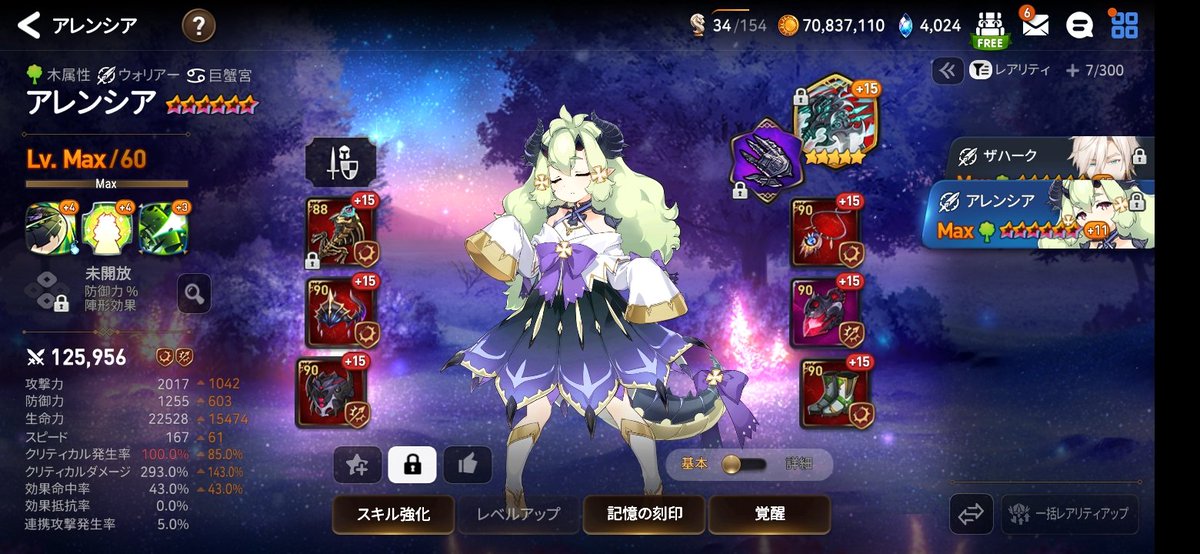 アレンシア
?
34/154
70,837,110
4,024
FREE
6
木属性 ウォリアー 巨蟹宮
アレンシア
レアリティ + 7/300
Lv. Max/60
Max
+4 +4 +3
未開放
防御力 %
陣形効果
125,956
攻撃力 2017 1042
防御力 1255 603
生命力 22528 15474
スピード 167 61
クリティカル発生率 100.0% 85.0%
クリティカルダメージ 293.0% 143.0%
効果命中率 43.0% 43.0%
効果抵抗率 0.0%
連携攻撃発生率 5.0%
+15
88 +15
90 +15
90 +15
90 +15
90 +15
90 +15
ザハーク
アレンシア
Max +11
基本 詳細
スキル強化
レベルアップ
記憶の刻印
覚醒
一括レアリティアップ